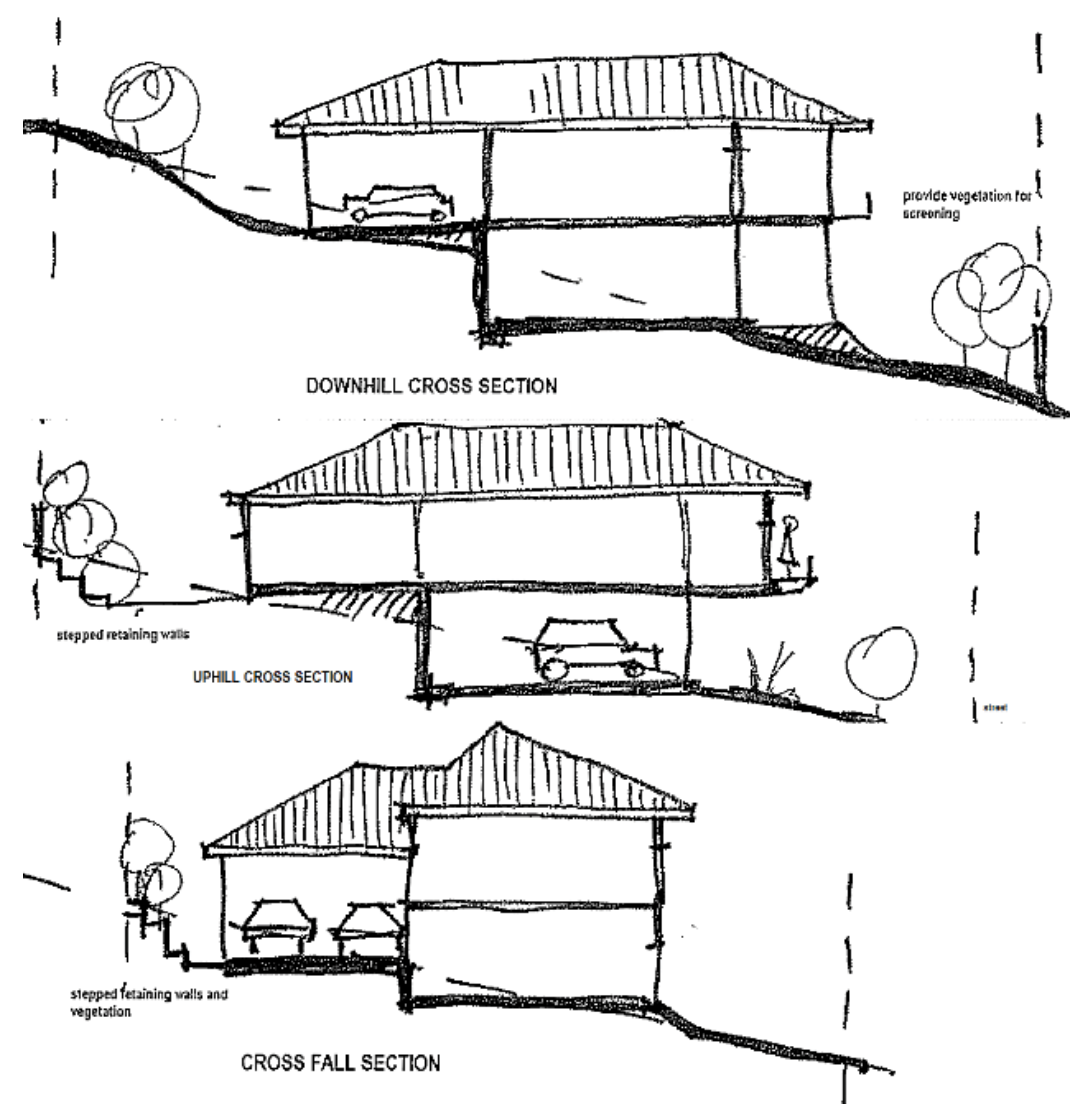 provide vegetation for
screening
DOWNHILL CROSS SECTION
stepped retaining walls
UPHILL CROSS SECTION
street
stepped retaining walls and
vegetation
CROSS FALL SECTION